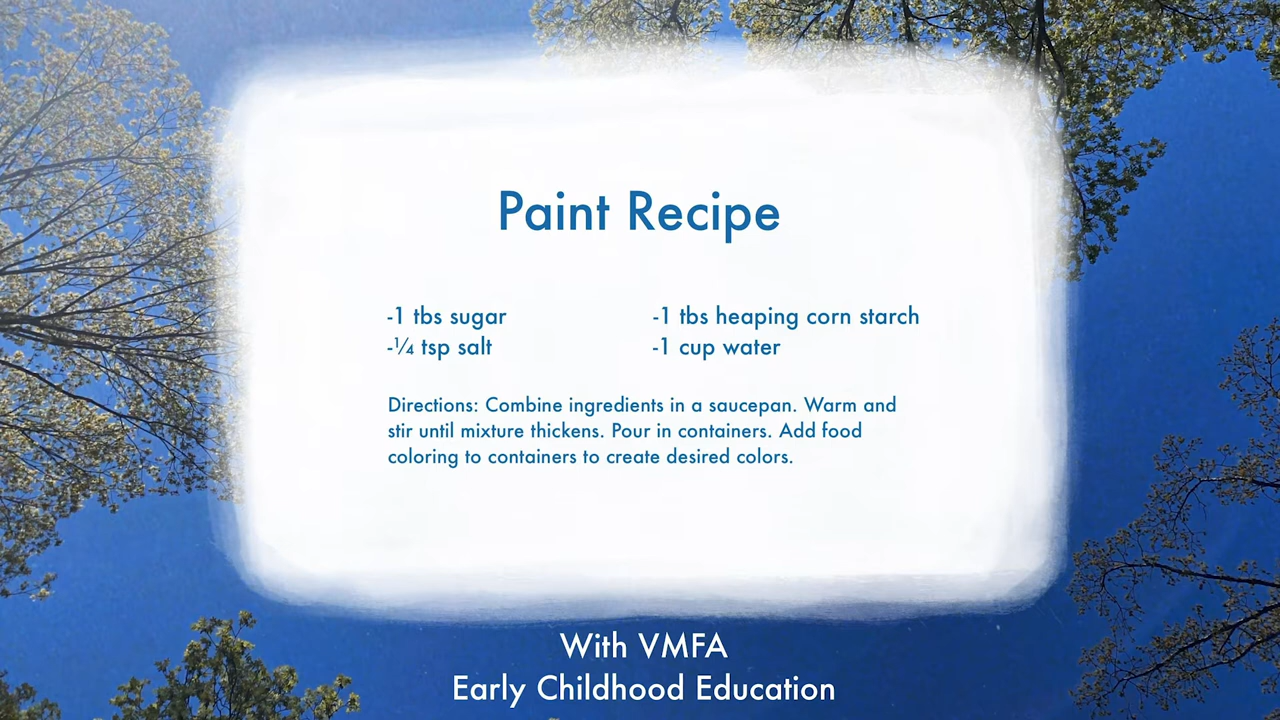 Paint Recipe
-1 tbs sugar
-¼ tsp salt
-1 tbs heaping corn starch
-1 cup water
Directions: Combine ingredients in a saucepan. Warm and
stir until mixture thickens. Pour in containers. Add food
coloring to containers to create desired colors.
With VMFA
Early Childhood Education